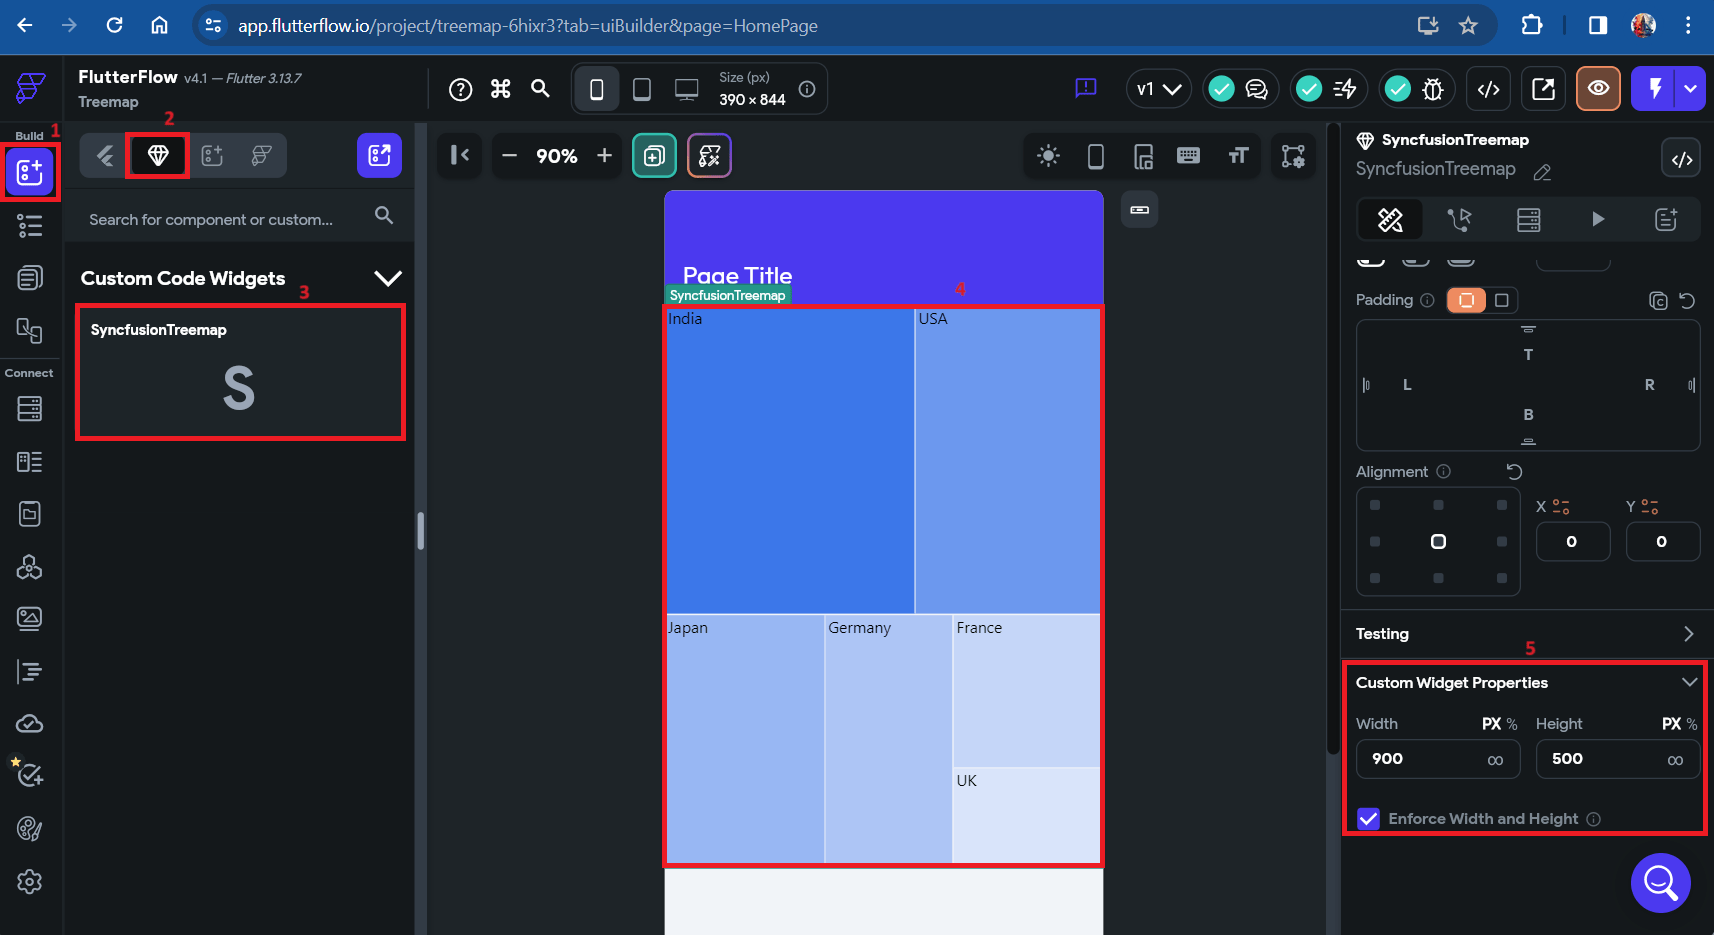 app.flutterflow.io/project/treemap-6hixr3?tab=uiBuilder&page=HomePage
FlutterFlow v4.1 — Flutter 3.13.7
Treemap
Size (px)
390 × 844
v1
Build 1
2
Search for component or custom...
Custom Code Widgets
3
SyncfusionTreemap
S
Connect
90%
Page Title
SyncfusionTreemap
4
India
USA
Japan
Germany
France
UK
SyncfusionTreemap
SyncfusionTreemap
Padding
T
L
R
B
Alignment
X
Y
0
0
Testing
5
Custom Widget Properties
Width PX % Height PX %
900 ∞ 500 ∞
Enforce Width and Height